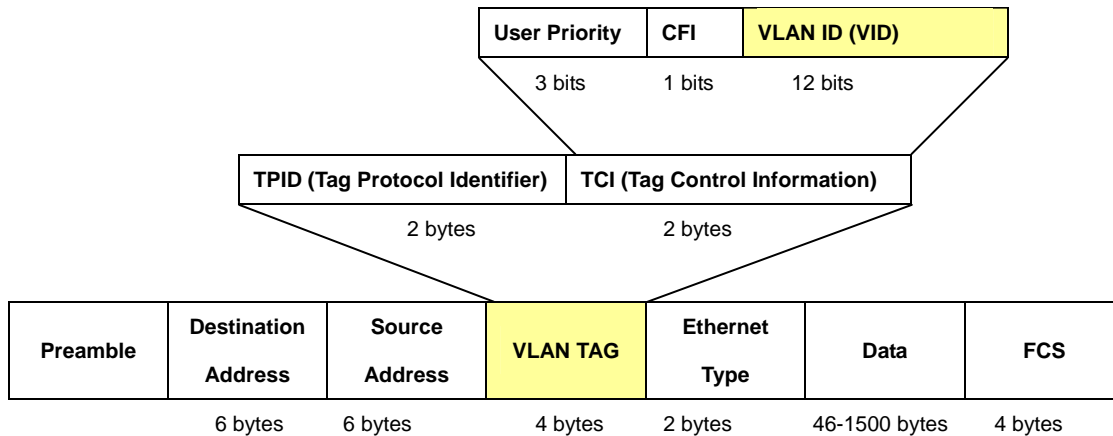 User Priority CFI VLAN ID (VID)
3 bits 1 bits 12 bits
TPID (Tag Protocol Identifier) TCI (Tag Control Information)
2 bytes 2 bytes
Preamble
Destination
Address
Source
Address
VLAN TAG
Ethernet
Type
Data
FCS
6 bytes 6 bytes 4 bytes 2 bytes 46-1500 bytes 4 bytes